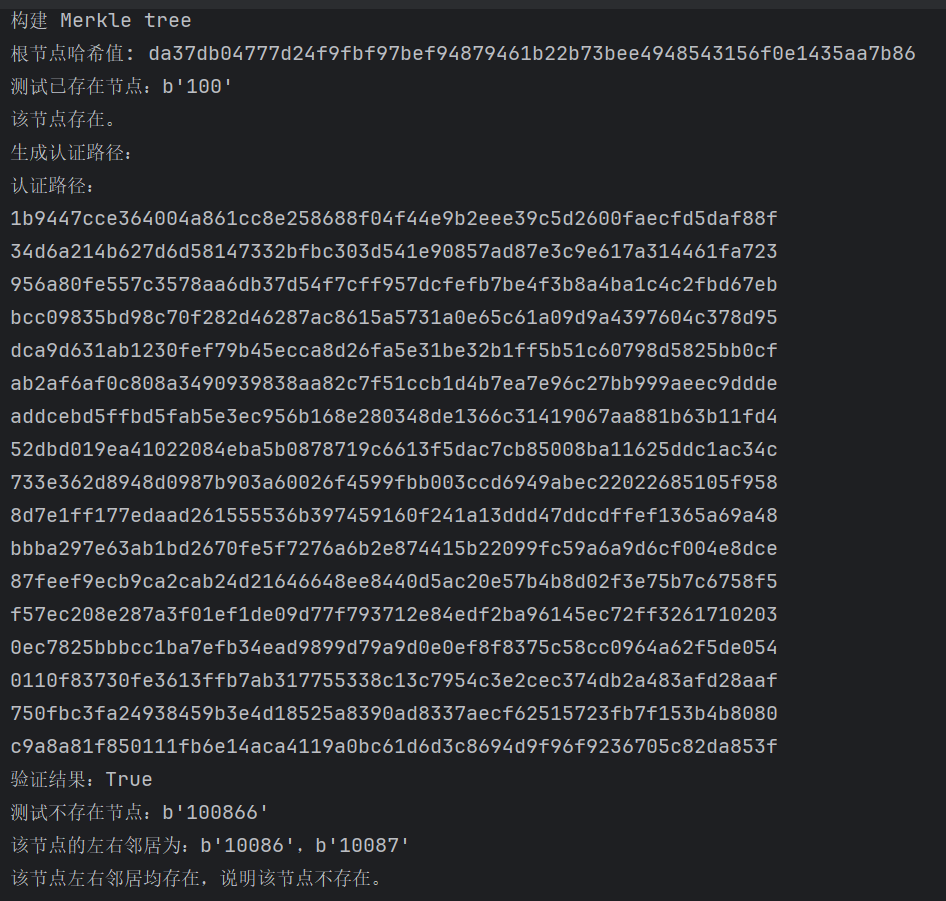 构建 Merkle tree
根节点哈希值: da37db04777d24f9fbf97bef94879461b22b73bee4948543156f0e1435aa7b86
测试已存在节点：b'100'
该节点存在。
生成认证路径：
认证路径：
1b9447cce364004a861cc8e258688f04f44e9b2eee39c5d2600faecfd5daf88f
34d6a214b627d6d58147332bfbc303d541e90857ad87e3c9e617a314461fa723
956a80fe557c3578aa6db37d54f7cff957dcfefb7be4f3b8a4ba1c4c2fbd67eb
bcc09835bd98c70f282d46287ac8615a5731a0e65c61a09d9a4397604c378d95
dca9d631ab1230fef79b45ecca8d26fa5e31be32b1ff5b51c60798d5825bb0cf
ab2af6af0c808a3490939838aa82c7f51ccb1d4b7ea7e96c27bb999aeec9ddde
addcebd5ffbd5fab5e3ec956b168e280348de1366c31419067aa881b63b11fd4
52dbd019ea41022084eba5b0878719c6613f5dac7cb85008ba11625ddc1ac34c
733e362d8948d0987b903a60026f4599fbb003ccd6949abec22022685105f958
8d7e1ff177edaad261555536b397459160f241a13ddd47ddcdffef1365a69a48
bbba297e63ab1bd2670fe5f7276a6b2e874415b22099fc59a6a9d6cf004e8dce
87feef9ecb9ca2cab24d21646648ee8440d5ac20e57b4b8d02f3e75b7c6758f5
f57ec208e287a3f01ef1de09d77f793712e84edf2ba96145ec72ff3261710203
0ec7825bbbcc1ba7efb34ead9899d79a9d0e0ef8f8375c58cc0964a62f5de054
0110f83730fe3613ffb7ab317755338c13c7954c3e2cec374db2a483afd28aaf
750fbc3fa24938459b3e4d18525a8390ad8337aecf62515723fb7f153b4b8080
c9a8a81f850111fb6e14aca4119a0bc61d6d3c8694d9f96f9236705c82da853f
验证结果：True
测试不存在节点：b'100866'
该节点的左右邻居为：b'10086'，b'10087'
该节点左右邻居均存在，说明该节点不存在。